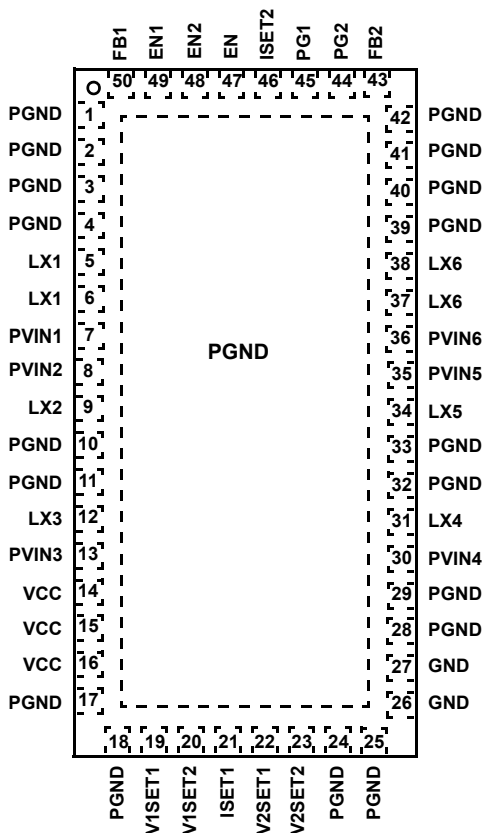 FB1 EN1 EN2 EN ISET2 PG1 PG2 FB2
50 49 48 47 46 45 44 43
PGND 1 42 PGND
PGND 2 41 PGND
PGND 3 40 PGND
PGND 4 39 PGND
LX1 5 38 LX6
LX1 6 37 LX6
PVIN1 7 36 PVIN6
PGND
PVIN2 8 35 PVIN5
LX2 9 34 LX5
PGND 10 33 PGND
PGND 11 32 PGND
LX3 12 31 LX4
PVIN3 13 30 PVIN4
VCC 14 29 PGND
VCC 15 28 PGND
VCC 16 27 GND
PGND 17 26 GND
18 19 20 21 22 23 24 25
PGND V1SET1 V1SET2 ISET1 V2SET1 V2SET2 PGND PGND